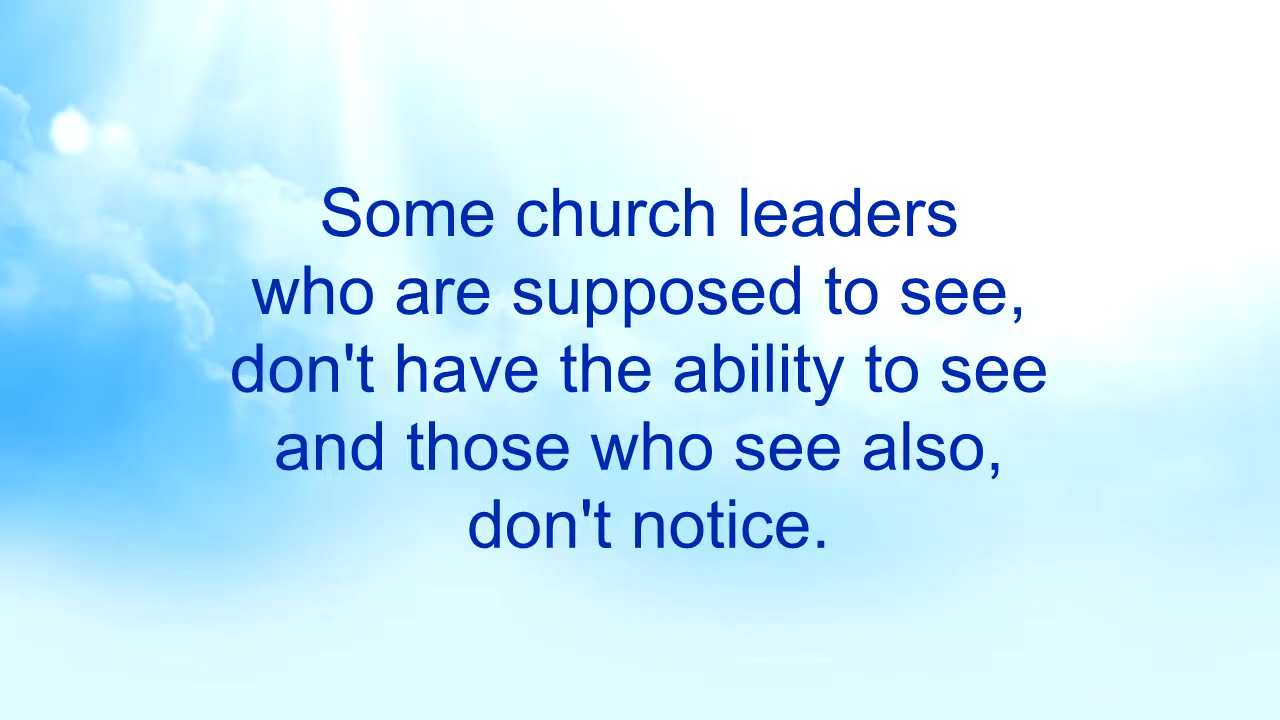 Some church leaders
who are supposed to see,
don't have the ability to see
and those who see also,
don't notice.